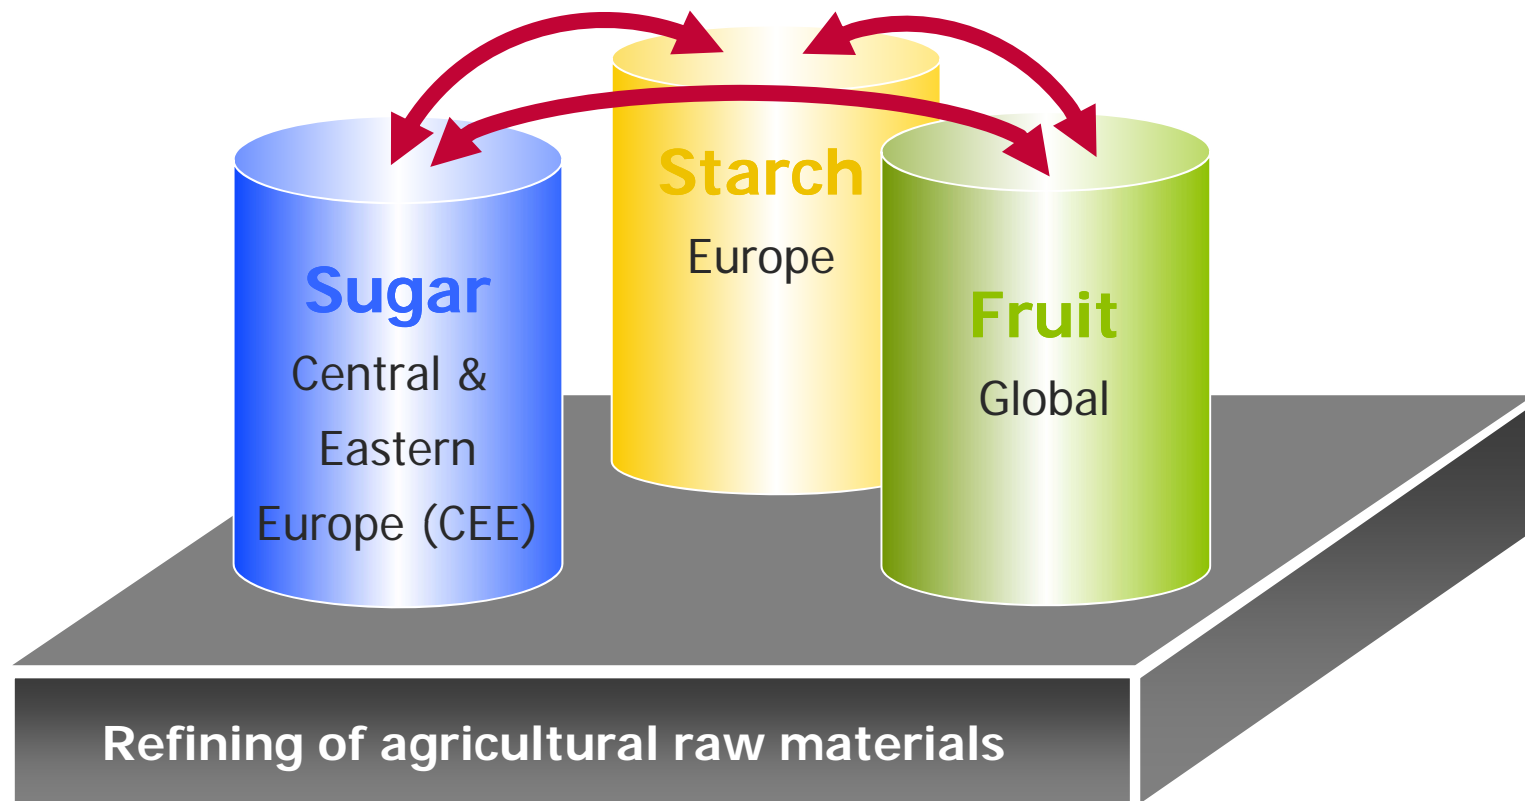 Sugar
Central &
Eastern
Europe (CEE)
Starch
Europe
Fruit
Global
Refining of agricultural raw materials